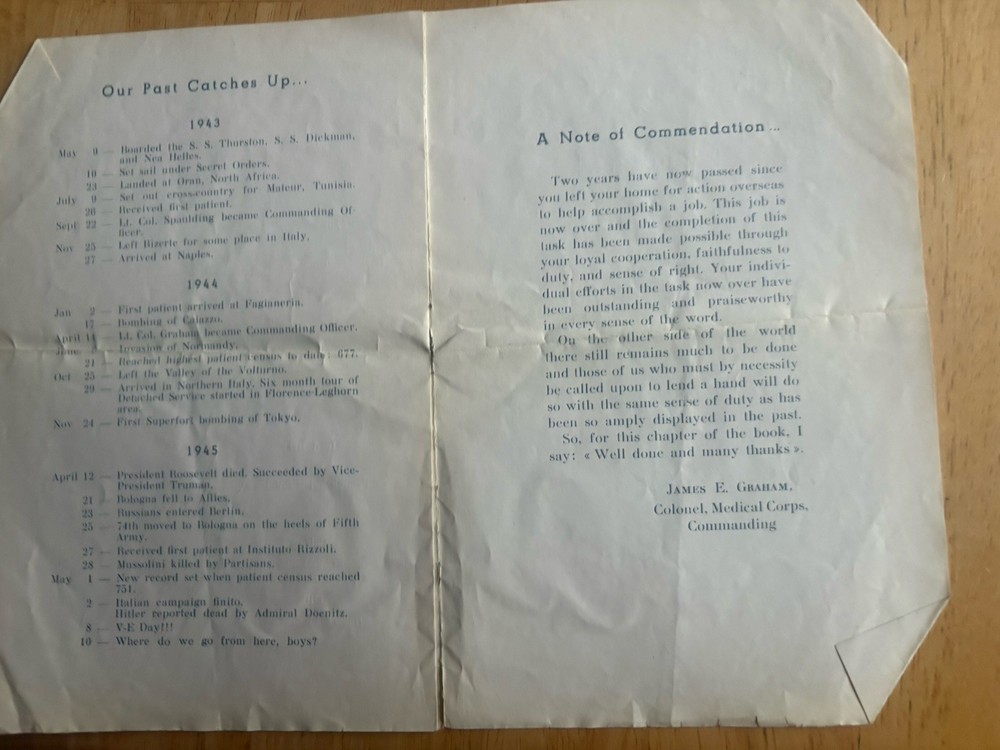 Our Past Catches Up...
1943
May 9 — Boarded the S. S. Thurston, S. S. Dickman,
and Nea Helles.
10 — Set sail under Secret Orders.
23 — Landed at Oran, North Africa.
July 9 — Set out cross-country for Mateur, Tunisia.
20 — Received first patient.
Sept 22 — Lt. Col. Spaulding became Commanding Of-
ficer.
Nov 25 — Left Bizerte for some place in Italy.
27 — Arrived at Naples.
1944
Jan 2 — First patient arrived at Fagianeria.
17 — Bombing of Caiazzo.
April — Lt. Col. Graham became Commanding Officer.
June — Invasion of Normandy.
21 — Reached highest patient census to date 677.
Oct 25 — Left the Valley of the Volturno.
29 — Arrived in Northern Italy. Six month tour of
Detached Service started in Florence-Leghorn
area.
Nov 24 — First Superfort bombing of Tokyo.
1945
April 12 — President Roosevelt died. Succeeded by Vice-
President Truman.
21 — Bologna fell to Allies.
23 — Russians entered Berlin.
25 — 74th moved to Bologna on the heels of Fifth
Army.
27 — Received first patient at Instituto Rizzoli.
28 — Mussolini killed by Partisans.
May 1 — New record set when patient census reached
751.
2 — Italian campaign finito.
Hitler reported dead by Admiral Doenitz.
8 — V-E Day!!!
10 — Where do we go from here, boys?
A Note of Commendation...
Two years have now passed since
you left your home for action overseas
to help accomplish a job. This job is
now over and the completion of this
task has been made possible through
your loyal cooperation, faithfulness to
duty, and sense of right. Your indivi-
dual efforts in the task now over have
been outstanding and praiseworthy
in every sense of the word.
On the other side of the world
there still remains much to be done
and those of us who must by necessity
be called upon to lend a hand will do
so with the same sense of duty as has
been so amply displayed in the past.
So, for this chapter of the book, I
say: « Well done and many thanks ».
JAMES E. GRAHAM,
Colonel, Medical Corps,
Commanding